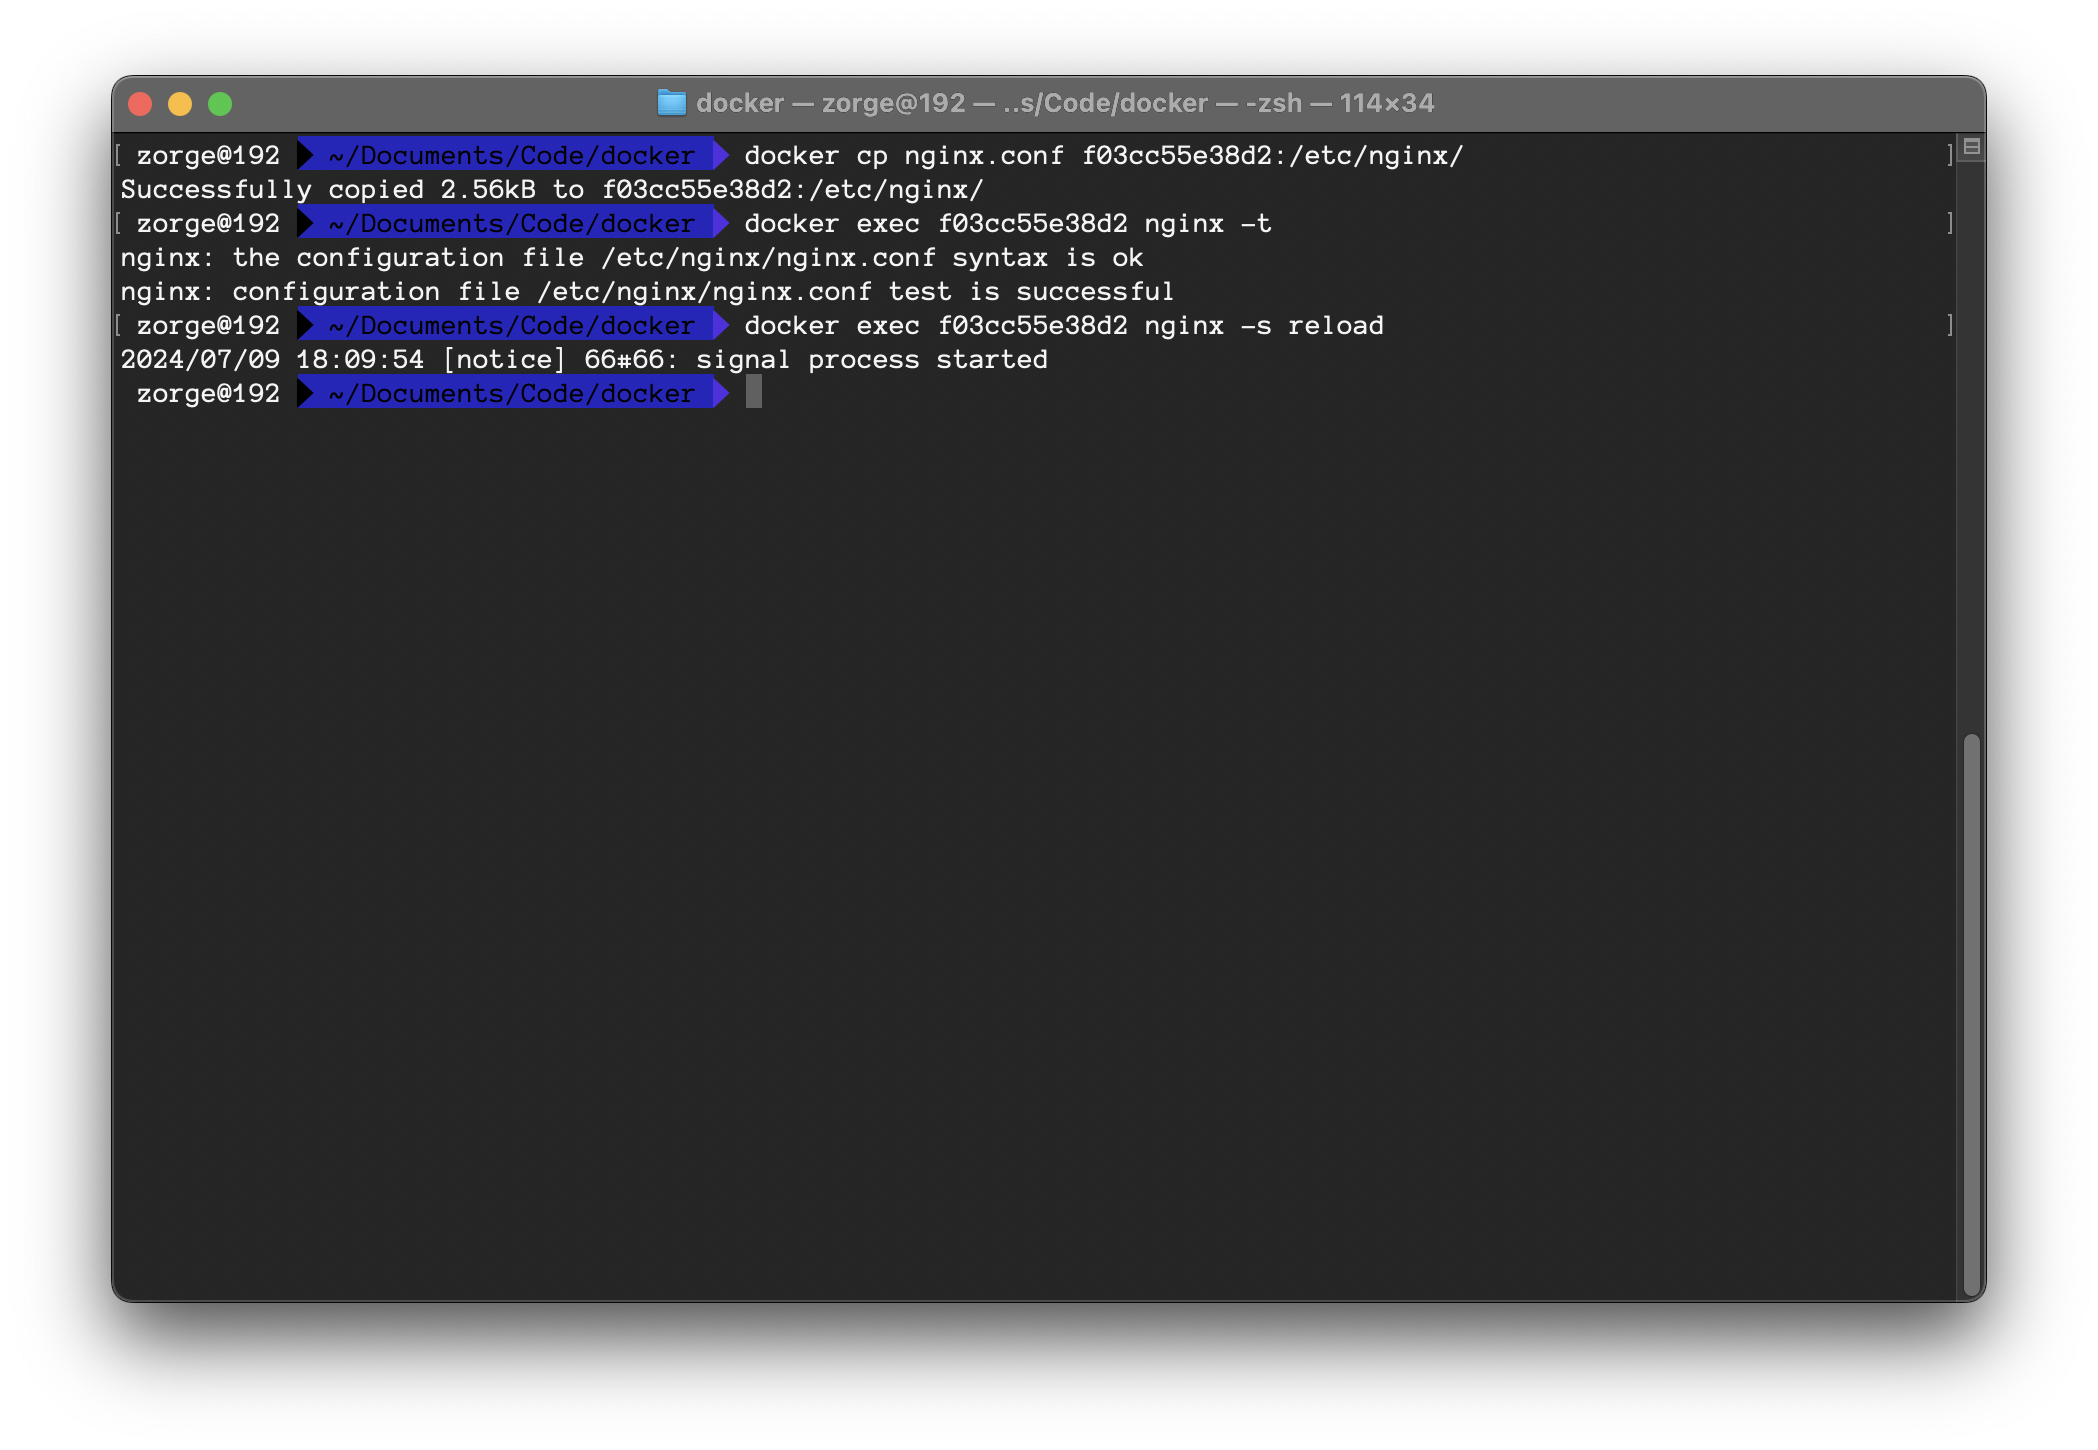 docker — zorge@192 — ..s/Code/docker — -zsh — 114×34
[ zorge@192 ~/Documents/Code/docker docker cp nginx.conf f03cc55e38d2:/etc/nginx/ ]
Successfully copied 2.56kB to f03cc55e38d2:/etc/nginx/
[ zorge@192 ~/Documents/Code/docker docker exec f03cc55e38d2 nginx -t ]
nginx: the configuration file /etc/nginx/nginx.conf syntax is ok
nginx: configuration file /etc/nginx/nginx.conf test is successful
[ zorge@192 ~/Documents/Code/docker docker exec f03cc55e38d2 nginx -s reload ]
2024/07/09 18:09:54 [notice] 66#66: signal process started
zorge@192 ~/Documents/Code/docker